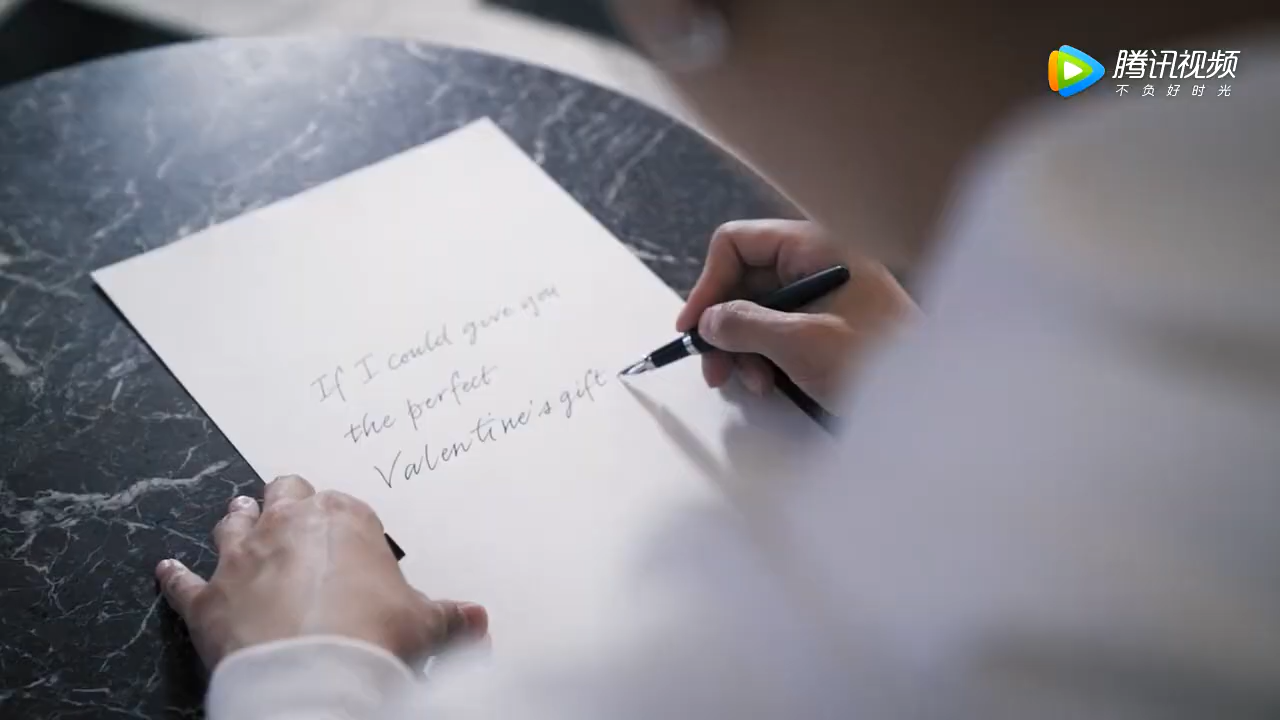 腾讯视频
不负好时光
If I could give you
the perfect
Valentine's gift